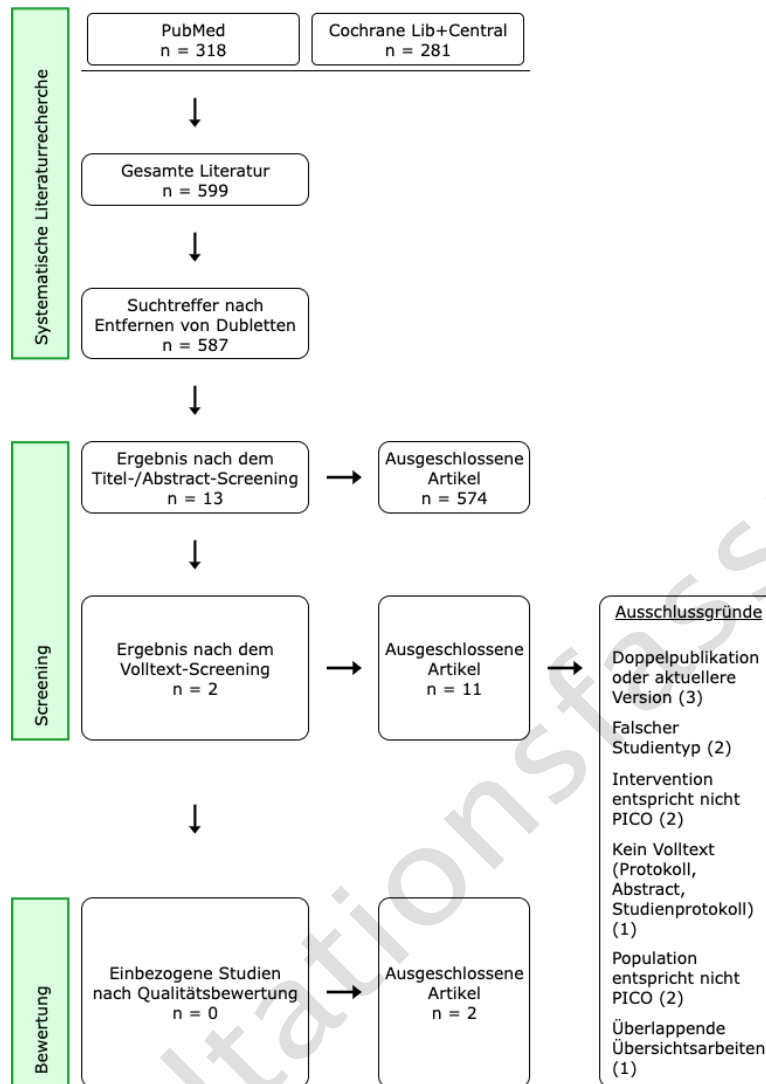 Systematische Literaturrecherche
PubMed
n = 318
Cochrane Lib+Central
n = 281
Gesamte Literatur
n = 599
Suchtreffer nach
Entfernen von Dubletten
n = 587
Screening
Ergebnis nach dem
Titel-/Abstract-Screening
n = 13
Ausgeschlossene
Artikel
n = 574
Ergebnis nach dem
Volltext-Screening
n = 2
Ausgeschlossene
Artikel
n = 11
Ausschlussgründe
Doppelpublikation
oder aktuellere
Version (3)
Falscher
Studientyp (2)
Intervention
entspricht nicht
PICO (2)
Kein Volltext
(Protokoll,
Abstract,
Studienprotokoll)
(1)
Population
entspricht nicht
PICO (2)
Überlappende
Übersichtsarbeiten
(1)
Bewertung
Einbezogene Studien
nach Qualitätsbewertung
n = 0
Ausgeschlossene
Artikel
n = 2
ltationsfass